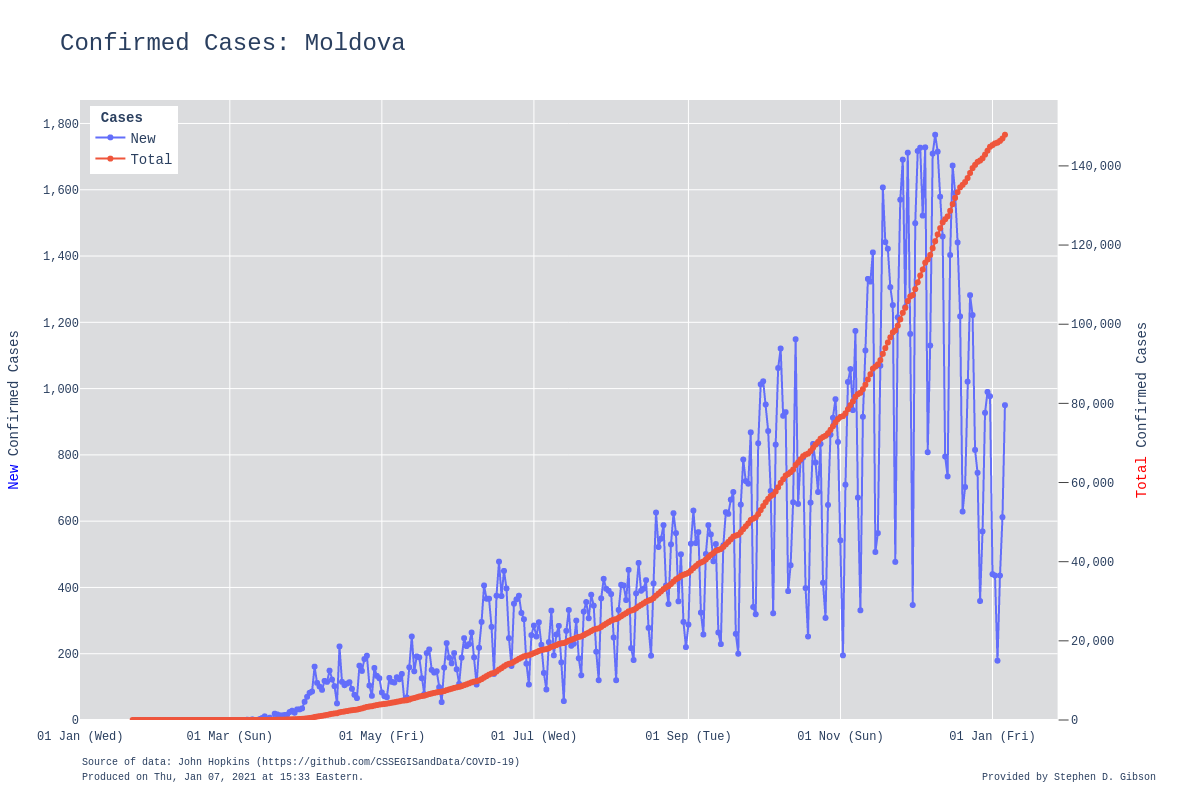 Confirmed Cases: Moldova
Cases
New
Total
1,800
1,600
1,400
1,200
1,000
800
600
400
200
0
New Confirmed Cases
140,000
120,000
100,000
80,000
60,000
40,000
20,000
0
Total Confirmed Cases
01 Jan (Wed) 01 Mar (Sun) 01 May (Fri) 01 Jul (Wed) 01 Sep (Tue) 01 Nov (Sun) 01 Jan (Fri)
Source of data: John Hopkins (https://github.com/CSSEGISandData/COVID-19)
Produced on Thu, Jan 07, 2021 at 15:33 Eastern.
Provided by Stephen D. Gibson